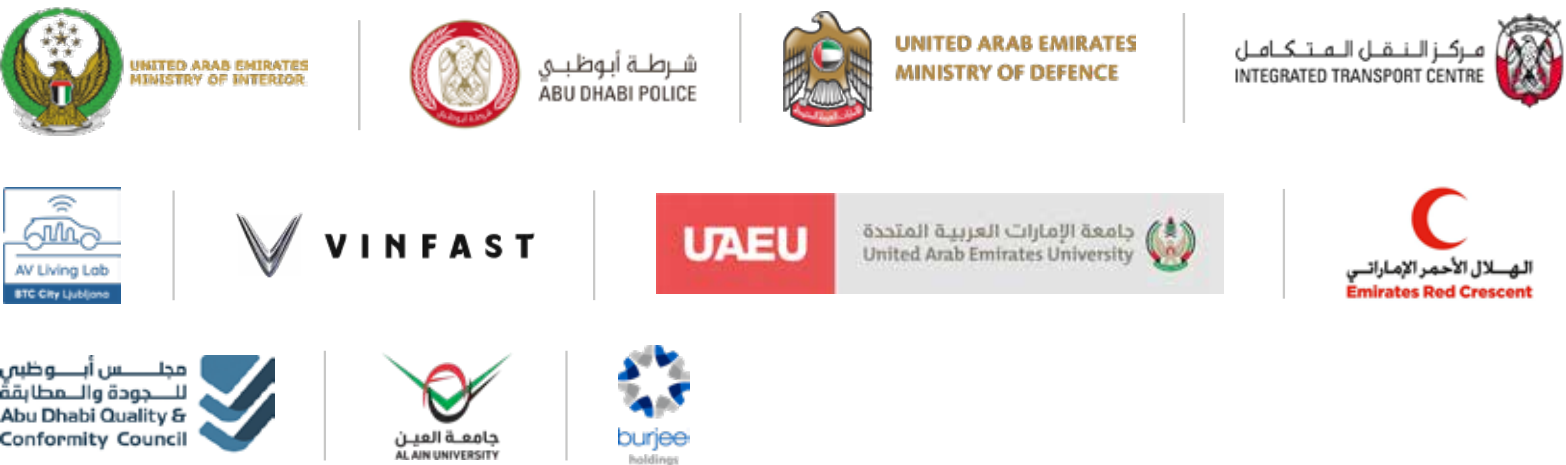 UNITED ARAB EMIRATES
MINISTRY OF INTERIOR
شرطة أبوظبي
ABU DHABI POLICE
شرطة أبوظبي
UNITED ARAB EMIRATES
MINISTRY OF DEFENCE
مركز النقل المتكامل
INTEGRATED TRANSPORT CENTRE
AV Living Lab
BTC City Ljubljana
VINFAST
UAEU
جامعة الإمارات العربية المتحدة
United Arab Emirates University
الهلال الأحمر الإماراتي
Emirates Red Crescent
مجلس أبوظبي
للجودة والمطابقة
Abu Dhabi Quality &
Conformity Council
جامعة العين
AL AIN UNIVERSITY
burjee
holdings